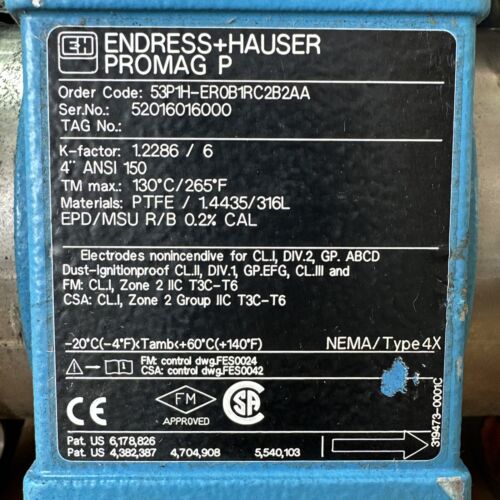 EH ENDRESS+HAUSER
PROMAG P
Order Code: 53P1H-ER0B1RC2B2AA
Ser.No.: 52016016000
TAG No.:
K-factor: 1.2286 / 6
4" ANSI 150
TM max.: 130°C/265°F
Materials: PTFE / 1.4435/316L
EPD/MSU R/B 0.2% CAL
Electrodes nonincendive for CL.I, DIV.2, GP. ABCD
Dust-ignitionproof CL.II, DIV.1, GP.EFG, CL.III and
FM: CL.I, Zone 2 IIC T3C-T6
CSA: CL.I, Zone 2 Group IIC T3C-T6
-20°C(-4°F)<Tamb<+60°C(+140°F) NEMA/Type 4X
FM: control dwg.FES0024
CSA: control dwg.FES0042
CE FM APPROVED SA
Pat. US 6,178,826
Pat. US 4,382,387 4,704,908 5,540,103
319473-0001C